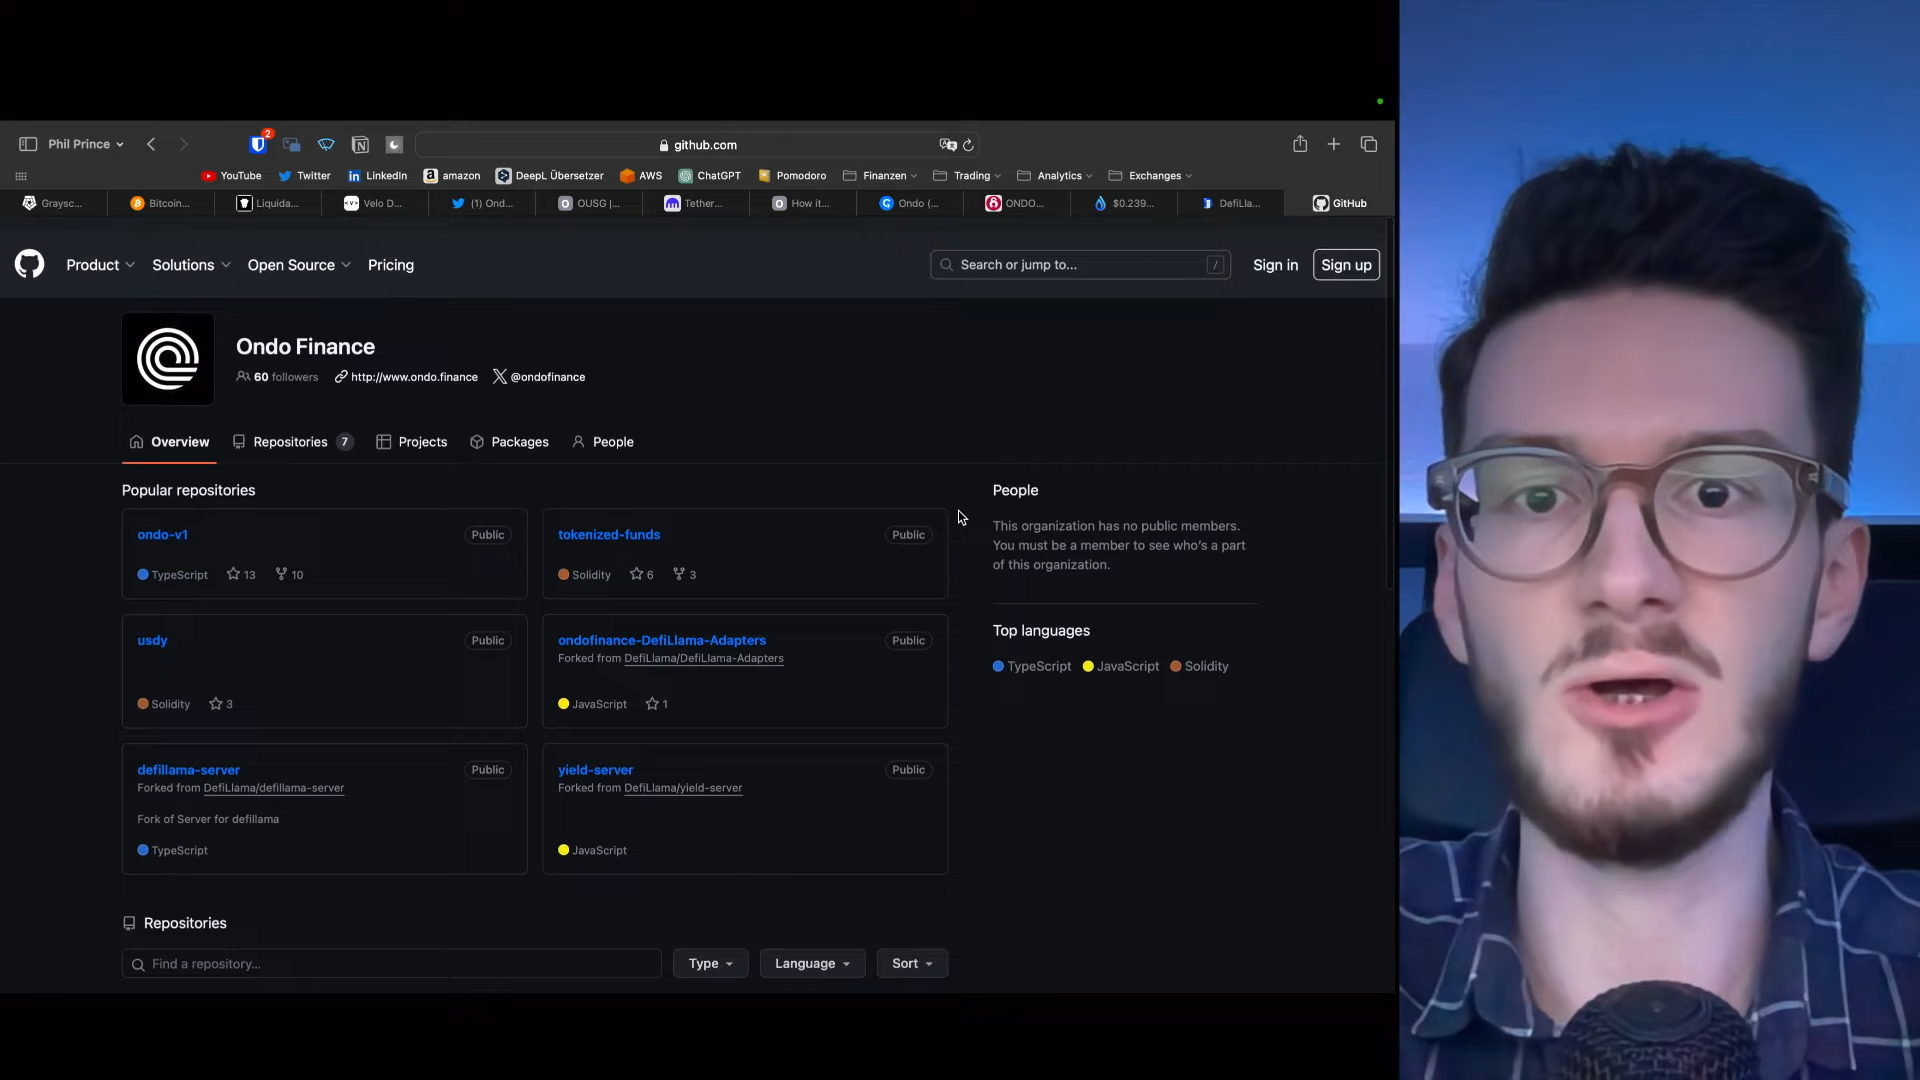 Phil Prince
2
github.com
YouTube Twitter LinkedIn amazon DeepL Übersetzer AWS ChatGPT Pomodoro Finanzen Trading Analytics Exchanges
Graysc... Bitcoin... Liquida... Velo D... (1) Ond... OUSG |... Tether... How it... Ondo (... ONDO... $0.239... DefiLla... GitHub
Product Solutions Open Source Pricing Search or jump to... / Sign in Sign up
Ondo Finance
60 followers http://www.ondo.finance @ondofinance
Overview Repositories 7 Projects Packages People
Popular repositories
ondo-v1 Public
TypeScript 13 10
tokenized-funds Public
Solidity 6 3
usdy Public
Solidity 3
ondofinance-DefiLlama-Adapters Public
Forked from DefiLlama/DefiLlama-Adapters
JavaScript 1
defillama-server Public
Forked from DefiLlama/defillama-server
Fork of Server for defillama
TypeScript
yield-server Public
Forked from DefiLlama/yield-server
JavaScript
People
This organization has no public members.
You must be a member to see who's a part
of this organization.
Top languages
TypeScript JavaScript Solidity
Repositories
Find a repository... Type Language Sort